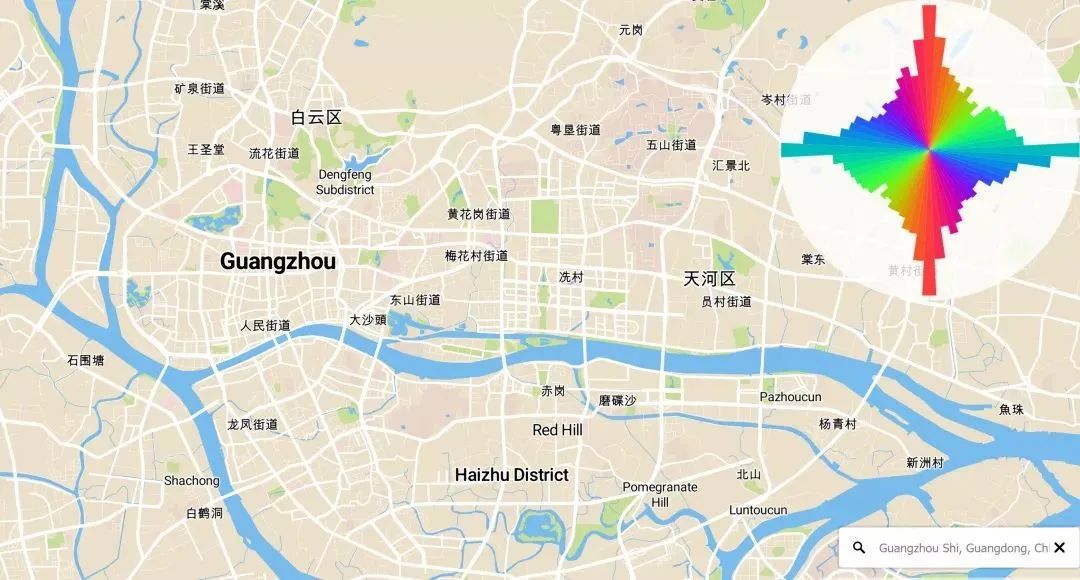 棠溪
元岗
矿泉街道
岑村街道
白云区
粤垦街道
五山街道
王圣堂
流花街道
汇景北
Dengfeng
Subdistrict
黄花岗街道
梅花村街道
Guangzhou
棠东
黄村街道
冼村
天河区
东山街道
员村街道
大沙頭
人民街道
石围塘
赤岗
磨碟沙
Pazhoucun
魚珠
龙凤街道
杨青村
Red Hill
新洲村
Haizhu District
北山
Shachong
Pomegranate
Hill
白鹤洞
Luntoucun
Guangzhou Shi, Guangdong, Chi